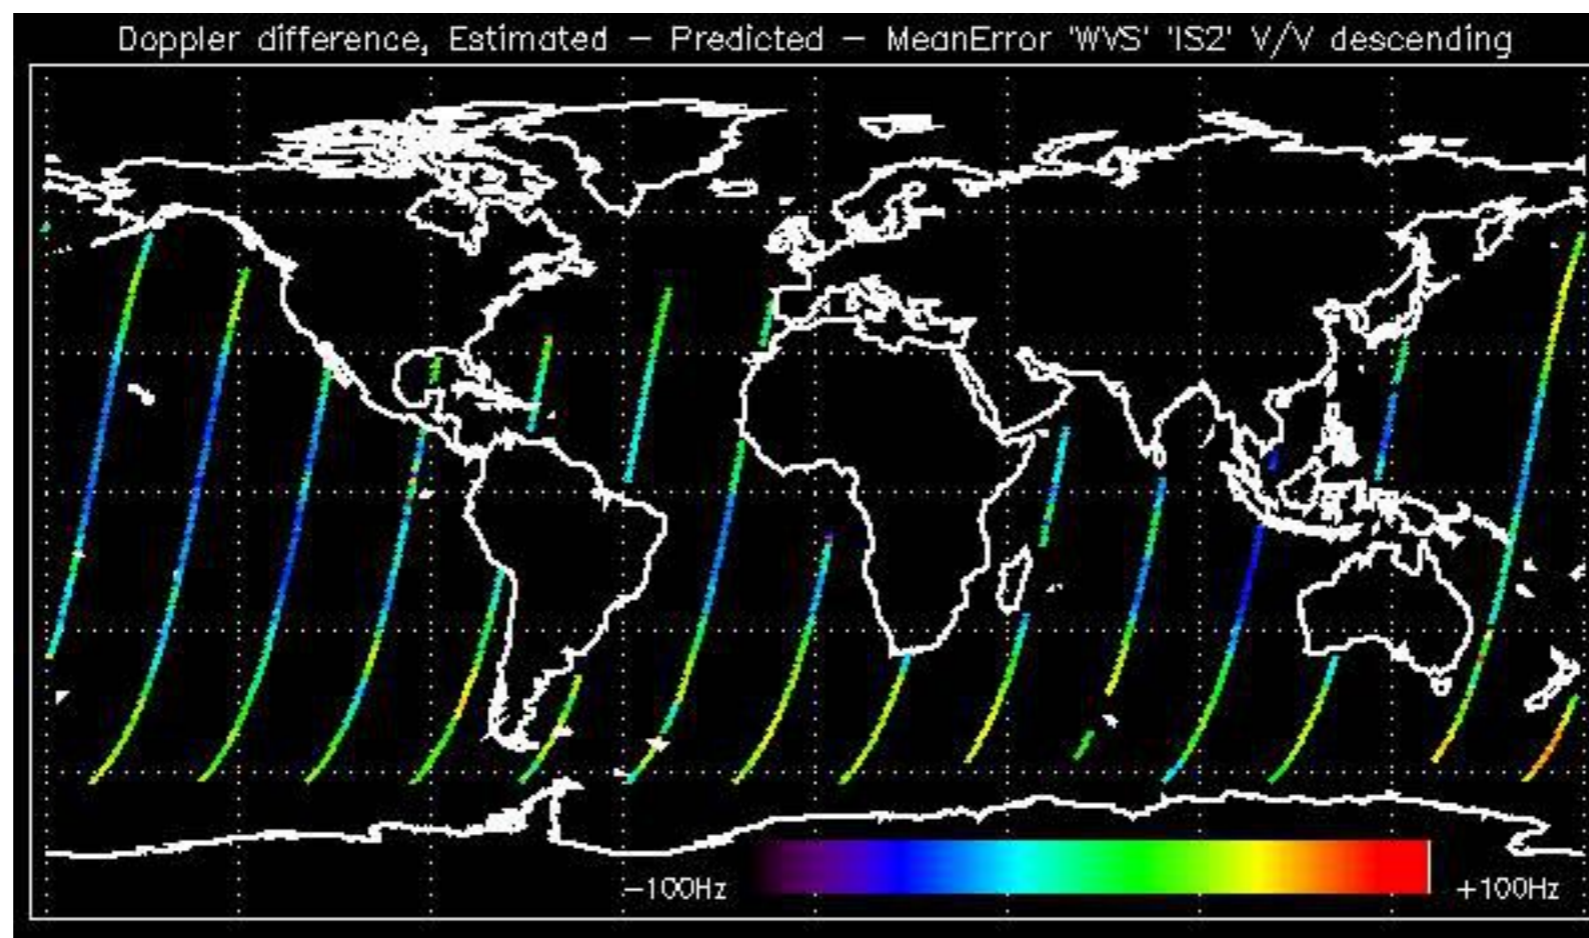 Doppler difference, Estimated – Predicted – MeanError 'WVS' 'IS2' V/V descending
–100Hz
+100Hz